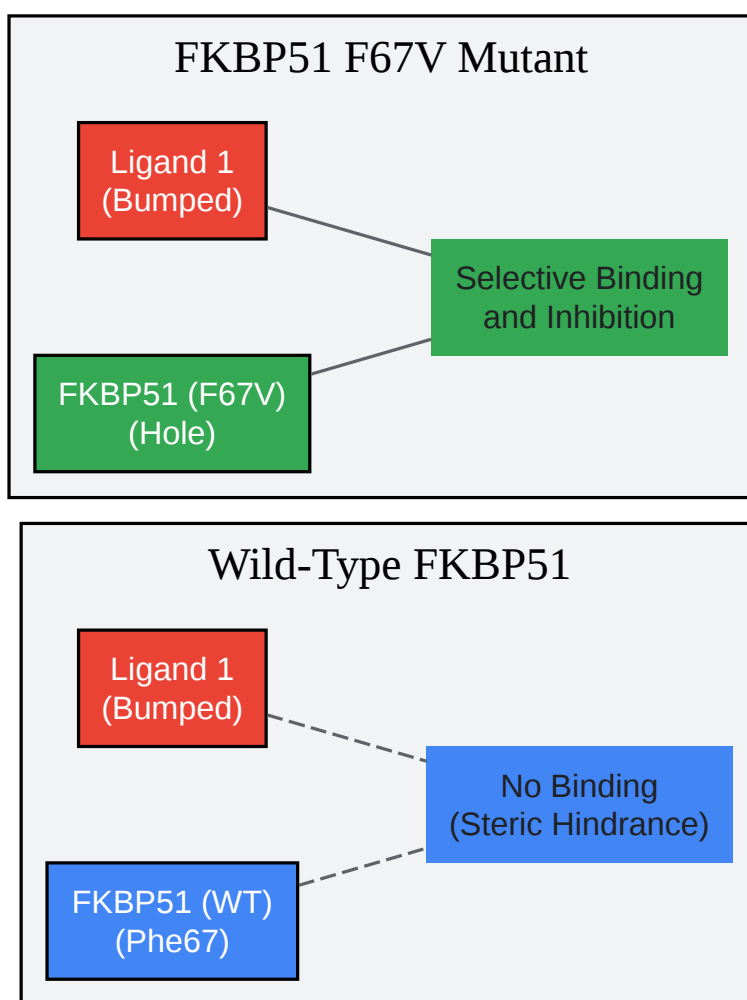 FKBP51 F67V Mutant
Ligand 1
(Bumped)
Selective Binding
and Inhibition
FKBP51 (F67V)
(Hole)
Wild-Type FKBP51
Ligand 1
(Bumped)
No Binding
(Steric Hindrance)
FKBP51 (WT)
(Phe67)